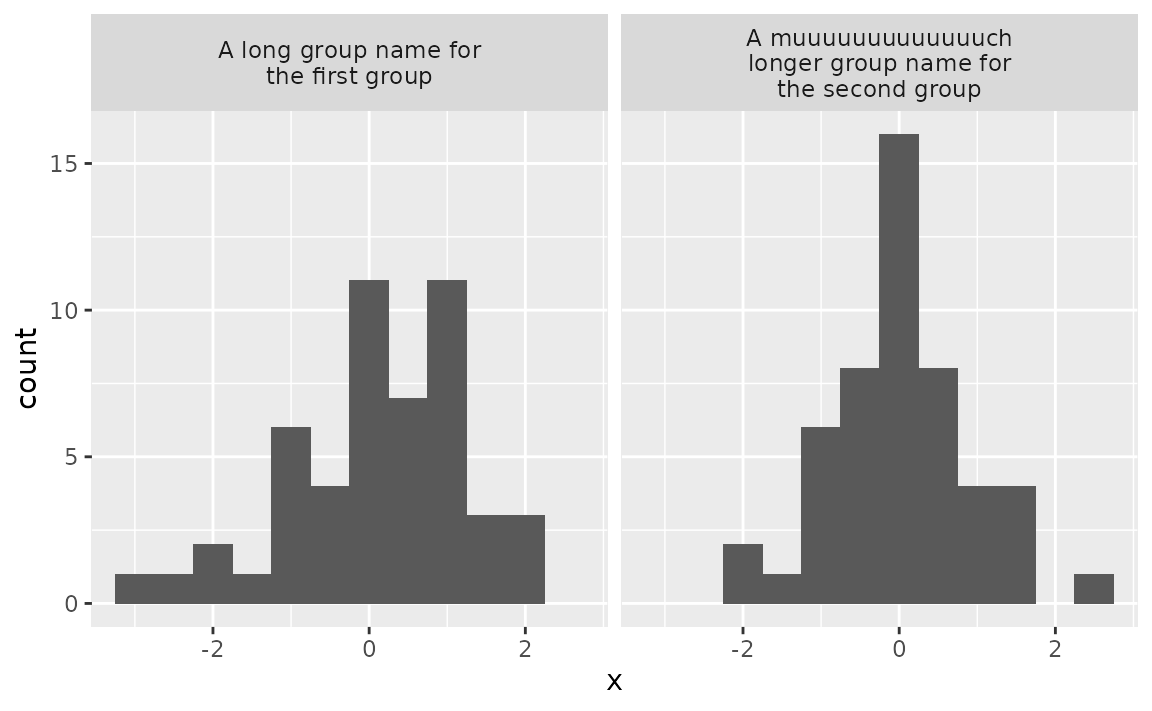 A long group name for
the first group
A muuuuuuuuuuuuuch
longer group name for
the second group
15
10
5
0
count
-2 0 2
-2 0 2
x